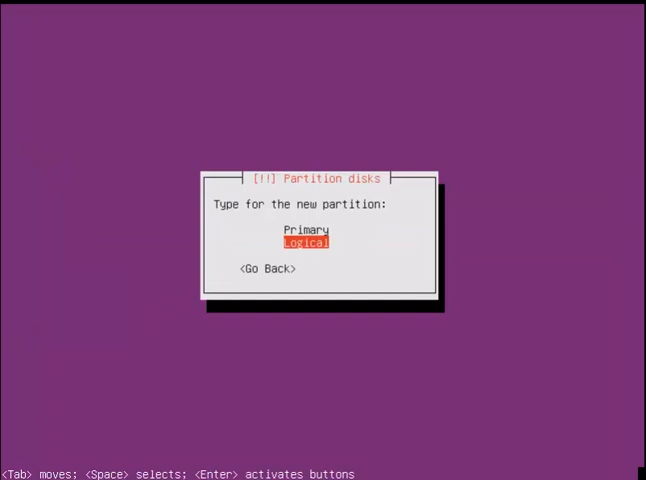 [!!] Partition disks
Type for the new partition:
Primary
Logical
<Go Back>
<Tab> moves; <Space> selects; <Enter> activates buttons